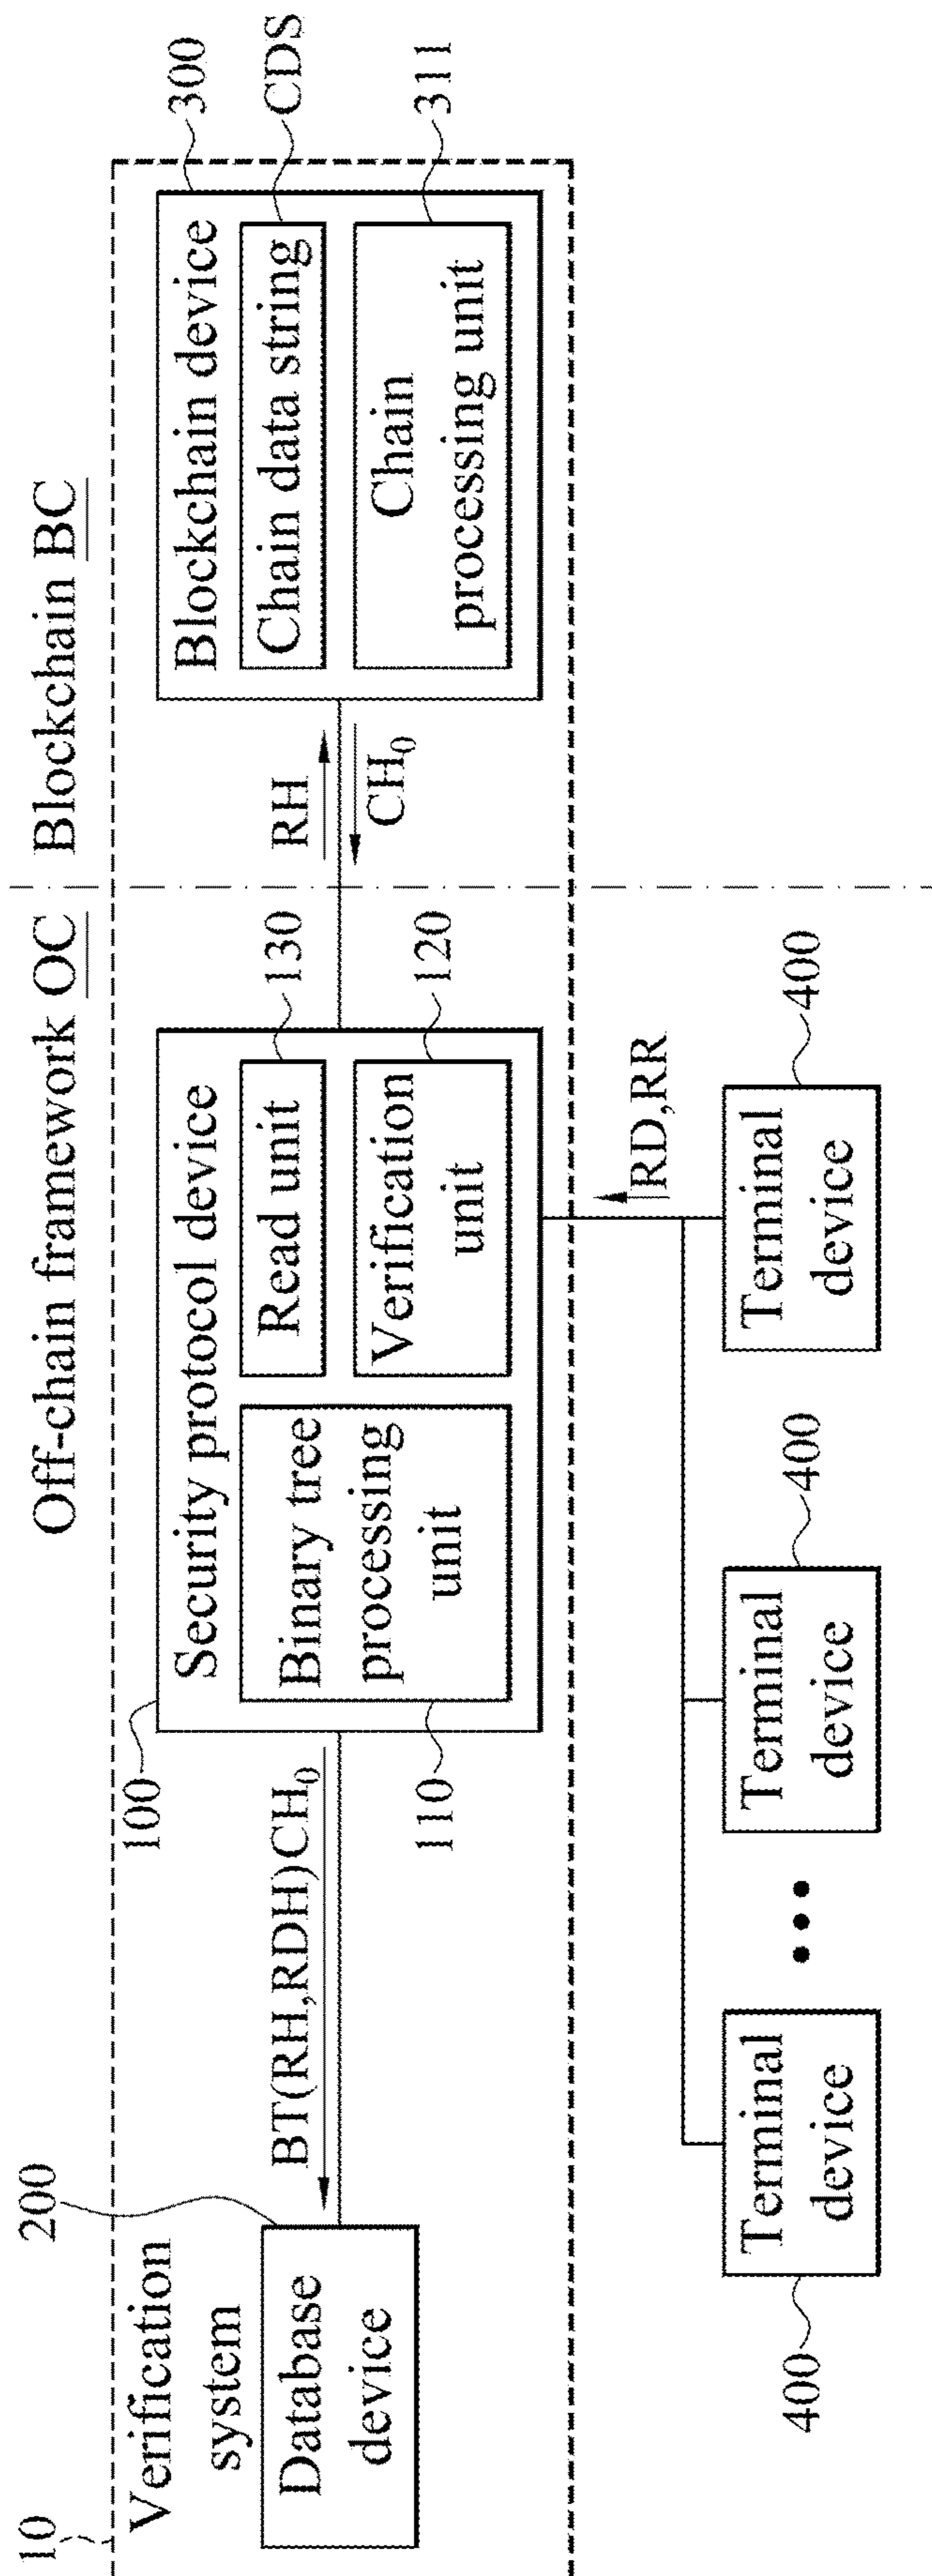 Off-chain framework OC
Blockchain BC
10
Verification
system
200
Database
device
BT(RH,RDH)CH₀
100
Security protocol device
Binary tree
processing
unit
110
Read unit
130
Verification
unit
120
RH
CH₀
300
Blockchain device
Chain data string
CDS
Chain
processing unit
311
RD,RR
Terminal
device
400
...
Terminal
device
400
Terminal
device
400